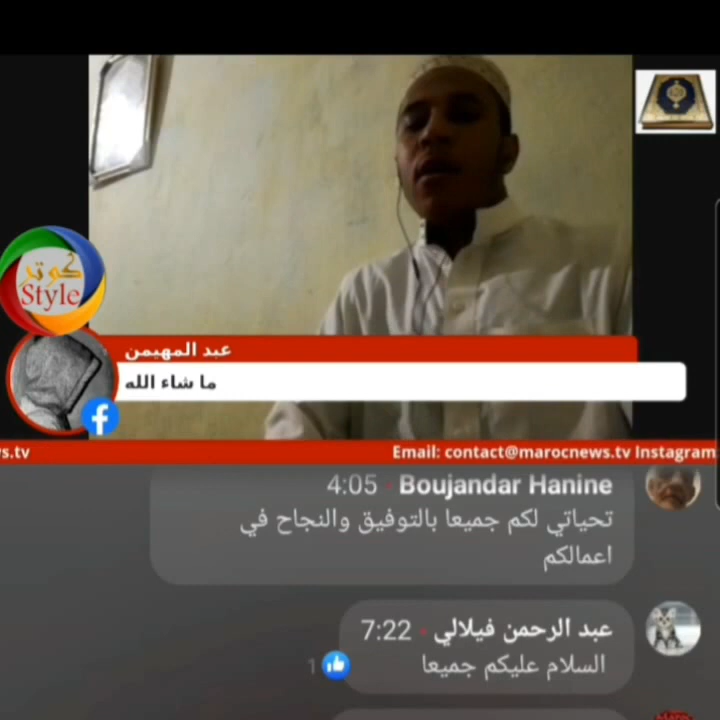 كوثر
Style
عبد المهيمن
ما شاء الله
s.tv
Email: contact@marocnews.tv Instagram
Boujandar Hanine 4:05
تحياتي لكم جميعا بالتوفيق والنجاح في
اعمالكم
عبد الرحمن فيلالي 7:22
السلام عليكم جميعا
1